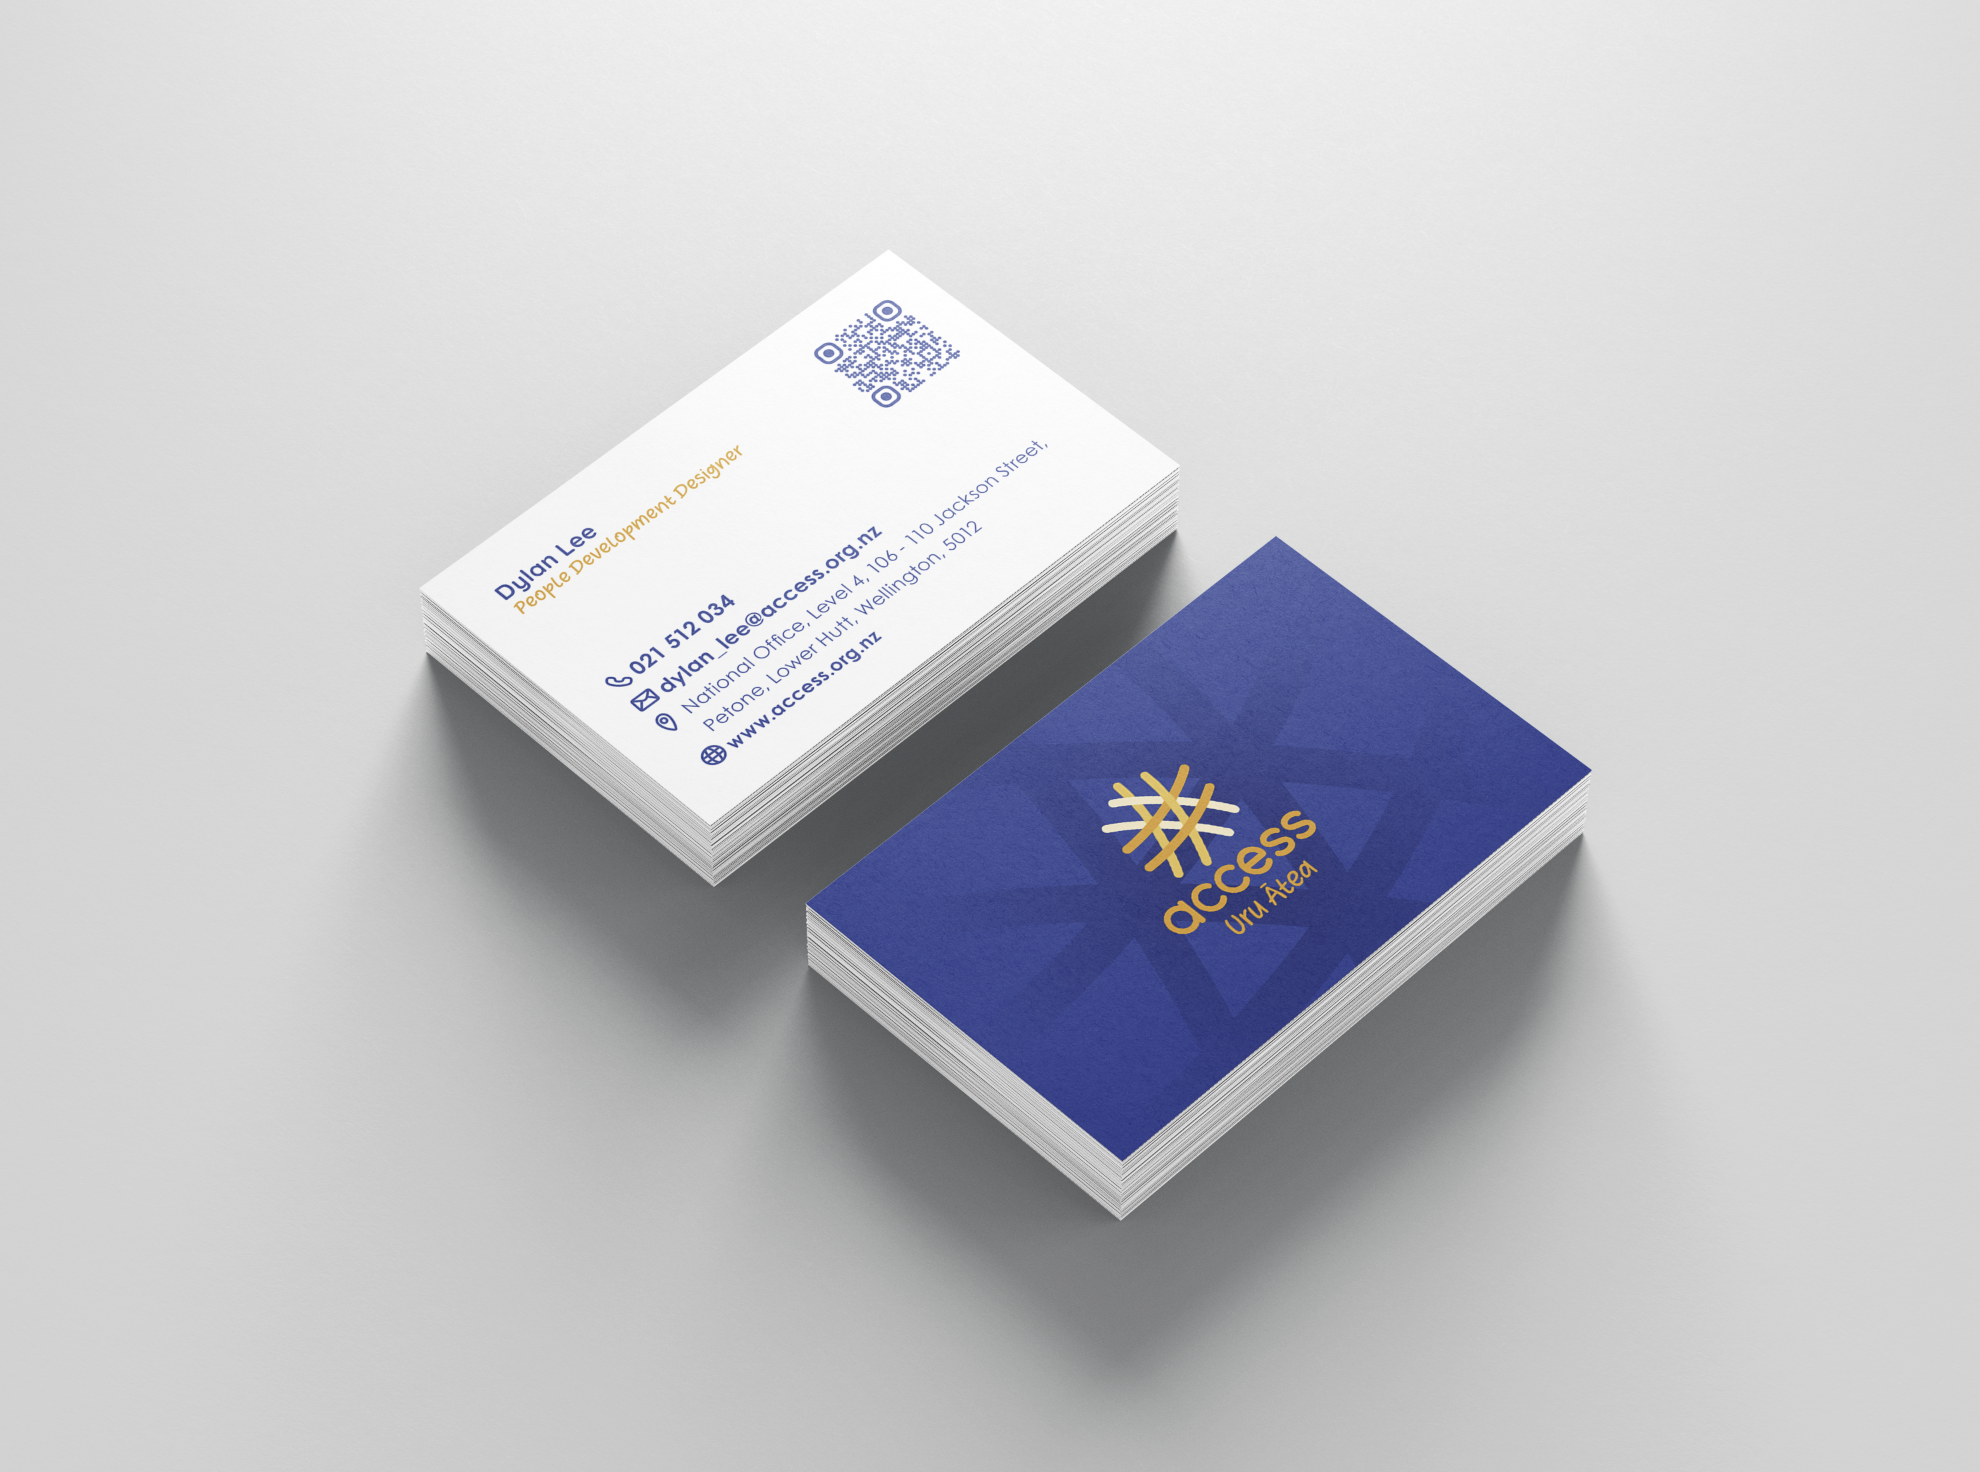 Dylan Lee
People Development Designer
021 512 034
dylan_lee@access.org.nz
National Office, Level 4, 106 - 110 Jackson Street,
Petone, Lower Hutt, Wellington, 5012
www.access.org.nz
access
Uru Ātea